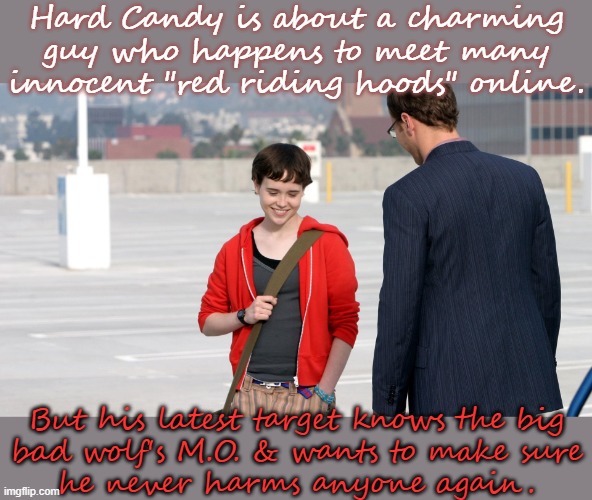 Hard Candy is about a charming
guy who happens to meet many
innocent "red riding hoods" online.
But his latest target knows the big
bad wolf's M.O. & wants to make sure
he never harms anyone again.
imgflip.com